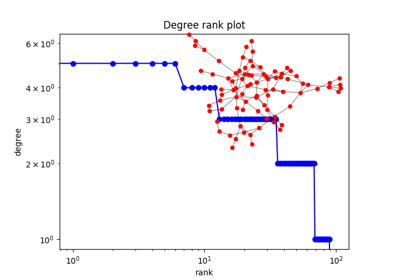 Degree rank plot
6 × 10⁰
4 × 10⁰
3 × 10⁰
2 × 10⁰
10⁰
degree
10⁰
10¹
10²
rank